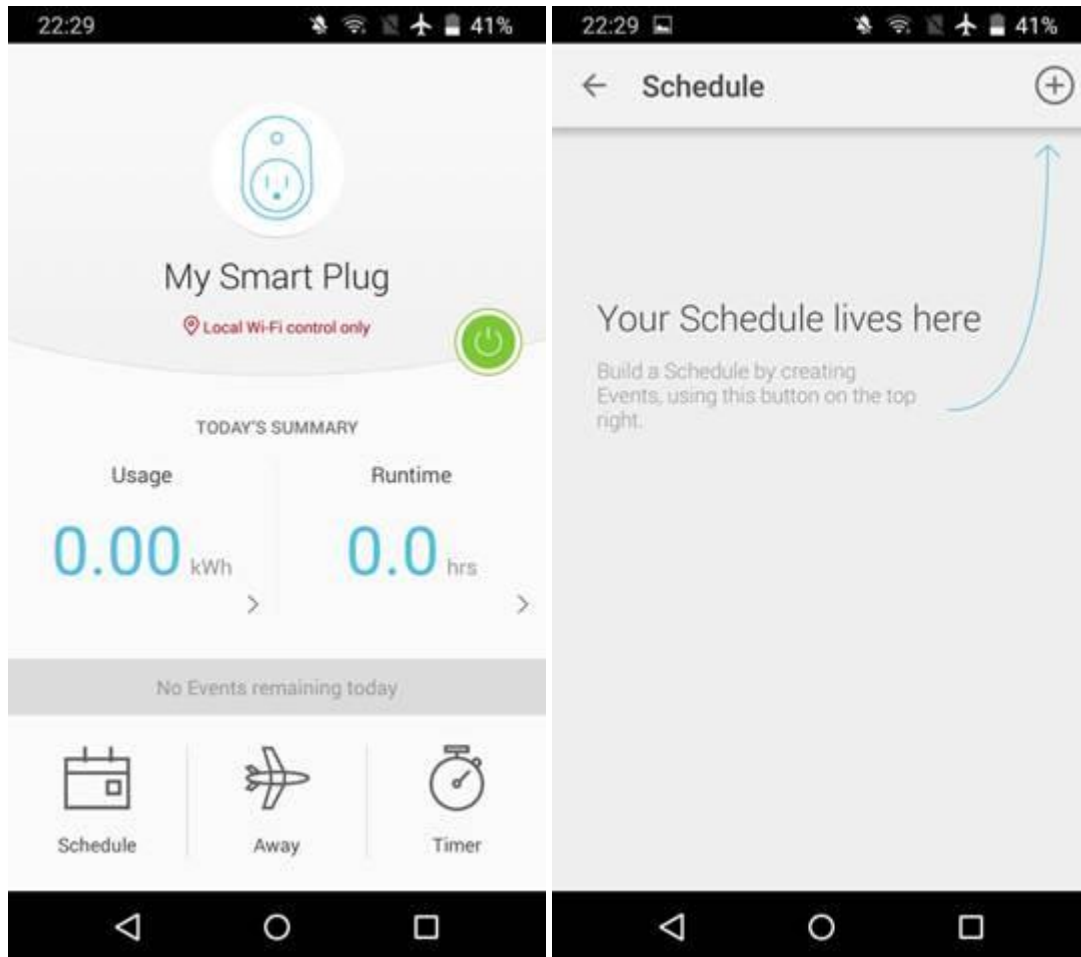 22:29
41%
My Smart Plug
Local Wi-Fi control only
TODAY'S SUMMARY
Usage
Runtime
0.00 kWh
0.0 hrs
No Events remaining today
Schedule
Away
Timer
22:29
41%
Schedule
Your Schedule lives here
Build a Schedule by creating
Events, using this button on the top
right.